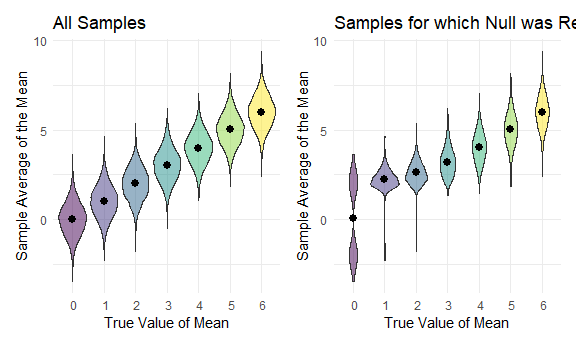 All Samples
Samples for which Null was Re
Sample Average of the Mean
10
5
0
0 1 2 3 4 5 6
True Value of Mean
Sample Average of the Mean
10
5
0
0 1 2 3 4 5 6
True Value of Mean